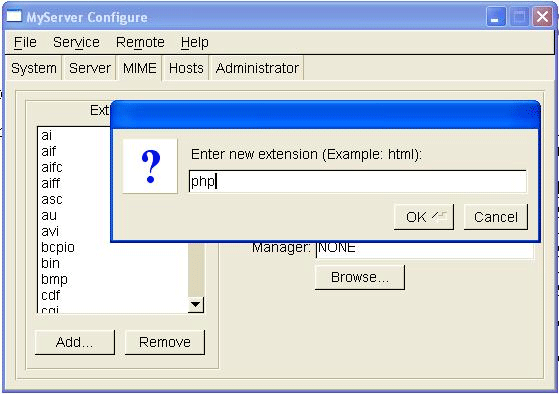 MyServer Configure
File Service Remote Help
System Server MIME Hosts Administrator
Ext
Enter new extension (Example: html):
php
OK Cancel
ai
aif
aifc
aiff
asc
au
avi
bcpio
bin
bmp
cdf
cgi
Manager: NONE
Browse...
Add... Remove